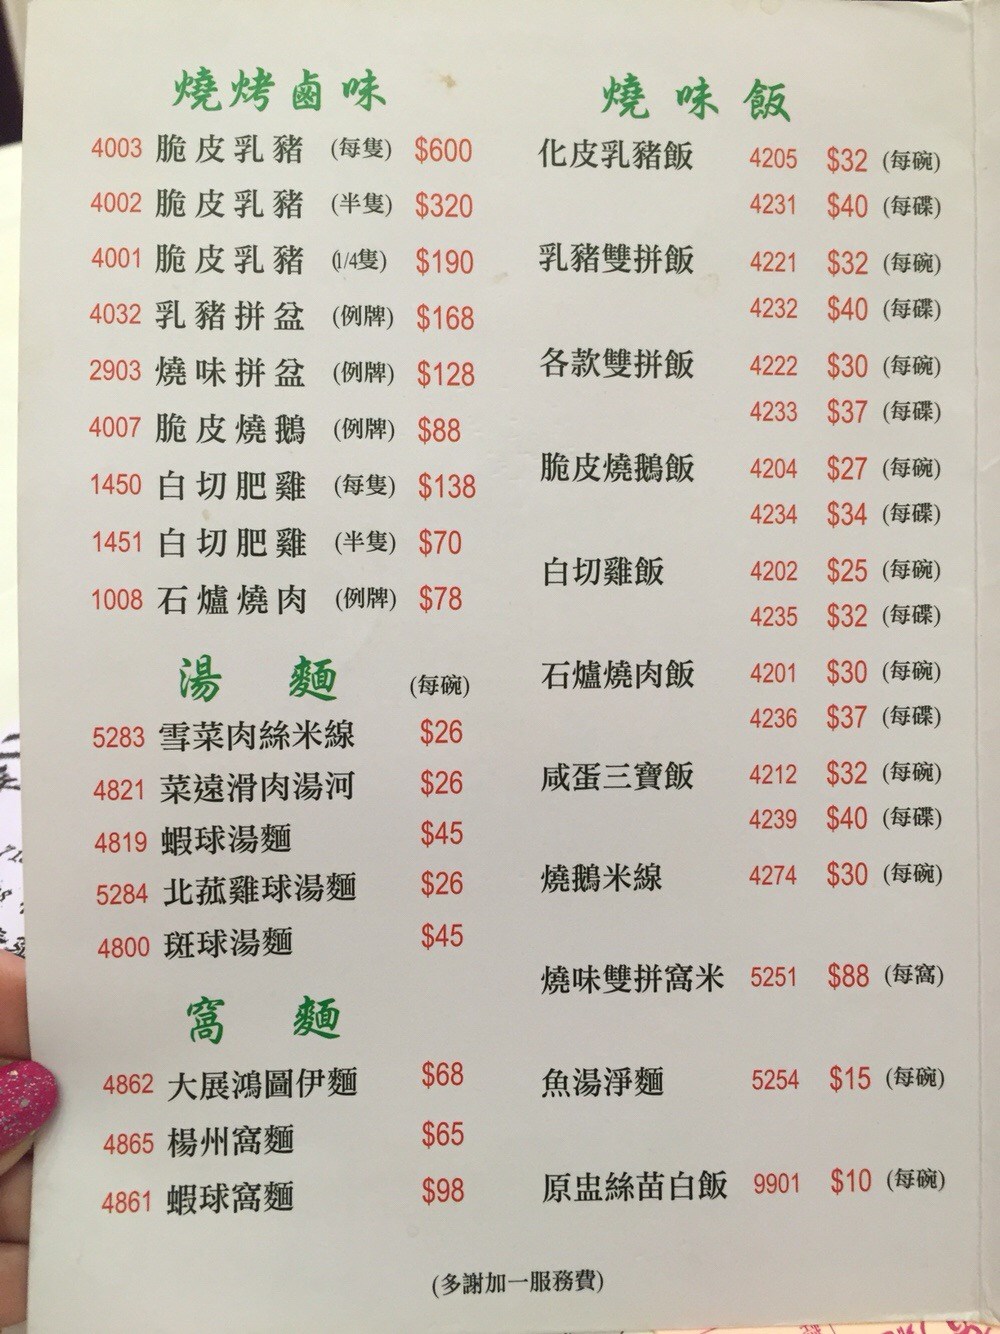 燒烤鹵味
4003 脆皮乳豬 (每隻) $600
4002 脆皮乳豬 (半隻) $320
4001 脆皮乳豬 (1/4隻) $190
4032 乳豬拼盆 (例牌) $168
2903 燒味拼盆 (例牌) $128
4007 脆皮燒鵝 (例牌) $88
1450 白切肥雞 (每隻) $138
1451 白切肥雞 (半隻) $70
1008 石爐燒肉 (例牌) $78
湯麵 (每碗)
5283 雪菜肉絲米線 $26
4821 菜遠滑肉湯河 $26
4819 蝦球湯麵 $45
5284 北菰雞球湯麵 $26
4800 斑球湯麵 $45
窩麵
4862 大展鴻圖伊麵 $68
4865 楊州窩麵 $65
4861 蝦球窩麵 $98
燒味飯
化皮乳豬飯 4205 $32 (每碗)
4231 $40 (每碟)
乳豬雙拼飯 4221 $32 (每碗)
4232 $40 (每碟)
各款雙拼飯 4222 $30 (每碗)
4233 $37 (每碟)
脆皮燒鵝飯 4204 $27 (每碗)
4234 $34 (每碟)
白切雞飯 4202 $25 (每碗)
4235 $32 (每碟)
石爐燒肉飯 4201 $30 (每碗)
4236 $37 (每碟)
咸蛋三寶飯 4212 $32 (每碗)
4239 $40 (每碟)
燒鵝米線 4274 $30 (每碗)
燒味雙拼窩米 5251 $88 (每窩)
魚湯淨麵 5254 $15 (每碗)
原盅絲苗白飯 9901 $10 (每碗)
(多謝加一服務費)